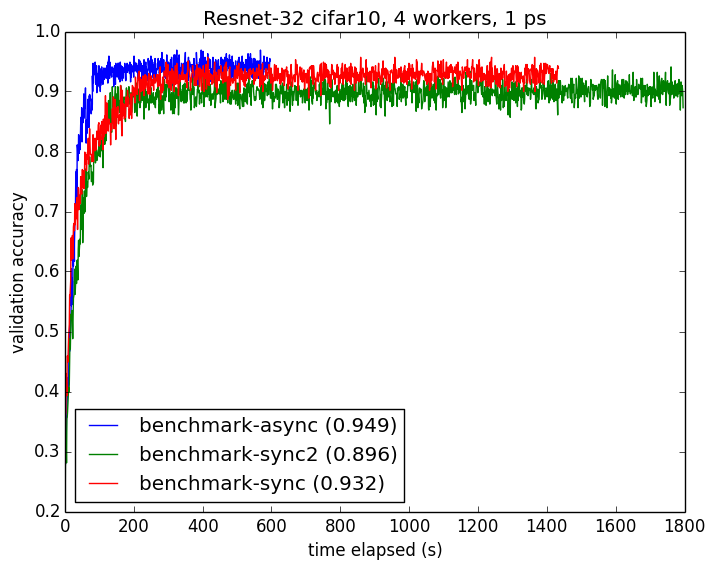 Resnet-32 cifar10, 4 workers, 1 ps
1.0
0.9
0.8
0.7
0.6
0.5
0.4
0.3
0.2
validation accuracy
benchmark-async (0.949)
benchmark-sync2 (0.896)
benchmark-sync (0.932)
0 200 400 600 800 1000 1200 1400 1600 1800
time elapsed (s)